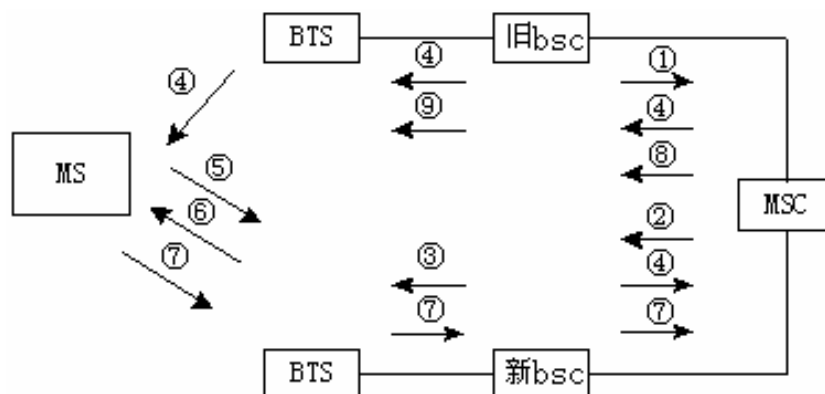 BTS 旧bsc
④ ①
④ ⑨ ④
MS ⑤ ⑧
⑥ MSC
②
⑦ ③ ④
⑦ ⑦
BTS 新bsc